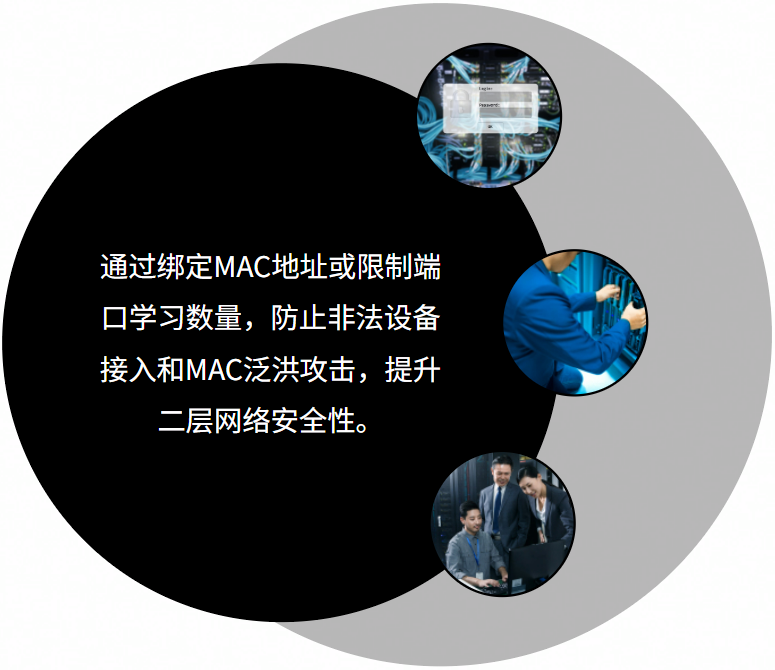 通过绑定MAC地址或限制端
口学习数量，防止非法设备
接入和MAC泛洪攻击，提升
二层网络安全性。
Password: